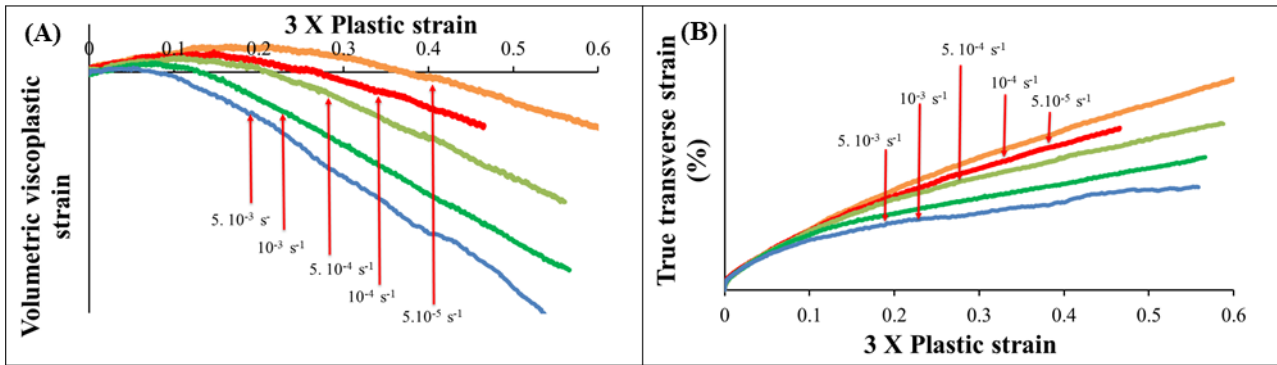 (A)
3 X Plastic strain
0 0.1 0.2 0.3 0.4 0.5 0.6
Volumetric viscoplastic
strain
5. 10-3 s-
10-3 s-1
5. 10-4 s-1
10-4 s-1
5.10-5 s-1
(B)
True transverse strain
(%)
5. 10-4 s-1
10-4 s-1
10-3 s-1
5.10-5 s-1
5. 10-3 s-1
0 0.1 0.2 0.3 0.4 0.5 0.6
3 X Plastic strain